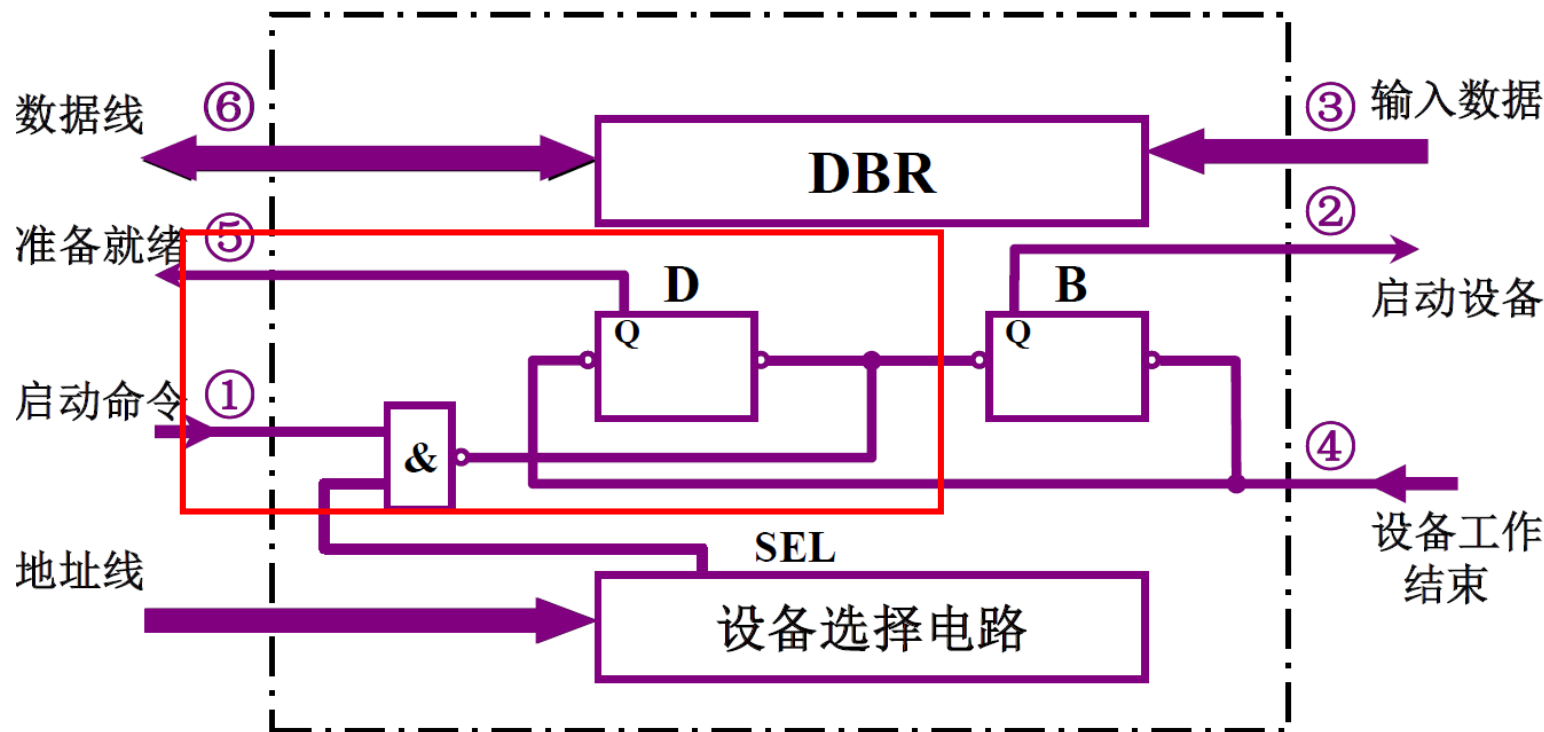 数据线
⑥
DBR
③
输入数据
②
准备就绪
⑤
D
B
Q
Q
启动设备
启动命令
①
&
④
SEL
设备工作
结束
地址线
设备选择电路